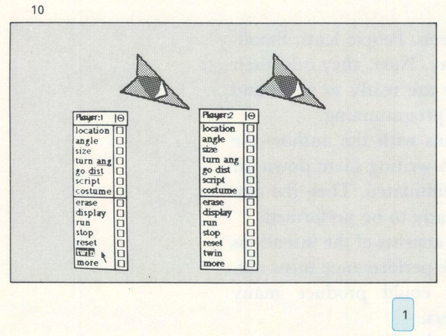 10
Player:1
location
angle
size
turn ang
go dist
script
costume
erase
display
run
stop
reset
twin
more
Player:2
location
angle
size
turn ang
go dist
script
costume
erase
display
run
stop
reset
twin
more
1